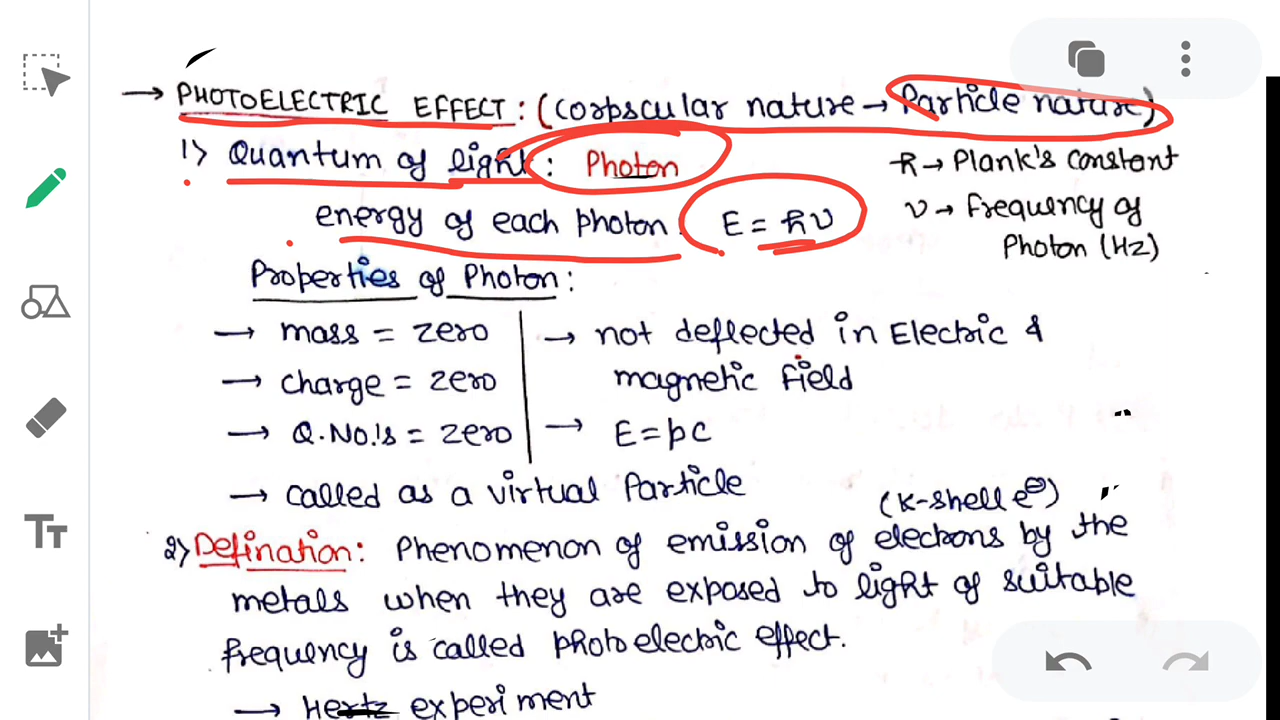 → PHOTOELECTRIC EFFECT: (corpscular nature → Particle nature)
1> Quantum of light: Photon
energy of each photon. E = hν
h → Plank's constant
ν → frequency of
Photon (Hz)
Properties of Photon:
→ mass = zero
→ charge = zero
→ Q.No.'s = zero
→ not deflected in Electric &
magnetic field
→ E = pc
→ called as a virtual Particle
(K-shell e⊖)
2> Defination: Phenomenon of emission of electrons by the
metals when they are exposed to light of suitable
frequency is called photoelectric effect.
→ Hertz experiment
TT